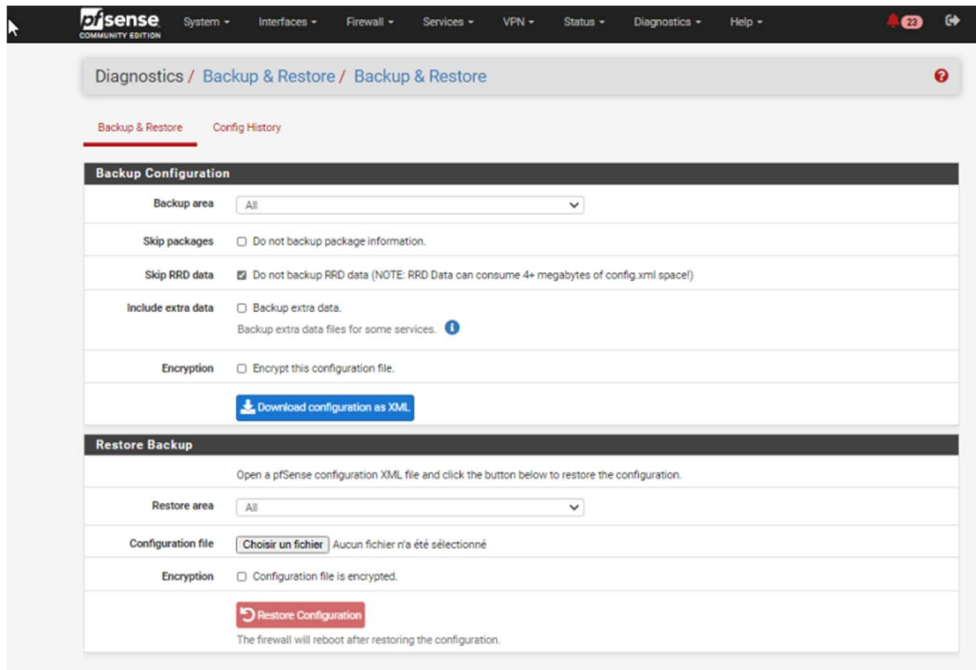 pfsense System Interfaces Firewall Services VPN Status Diagnostics Help 23
COMMUNITY EDITION
Diagnostics / Backup & Restore / Backup & Restore
Backup & Restore Config History
Backup Configuration
Backup area All
Skip packages Do not backup package information.
Skip RRD data Do not backup RRD data (NOTE: RRD Data can consume 4+ megabytes of config.xml space!)
Include extra data Backup extra data.
Backup extra data files for some services.
Encryption Encrypt this configuration file.
Download configuration as XML
Restore Backup
Open a pfSense configuration XML file and click the button below to restore the configuration.
Restore area All
Configuration file Choisir un fichier Aucun fichier n'a été sélectionné
Encryption Configuration file is encrypted.
Restore Configuration
The firewall will reboot after restoring the configuration.